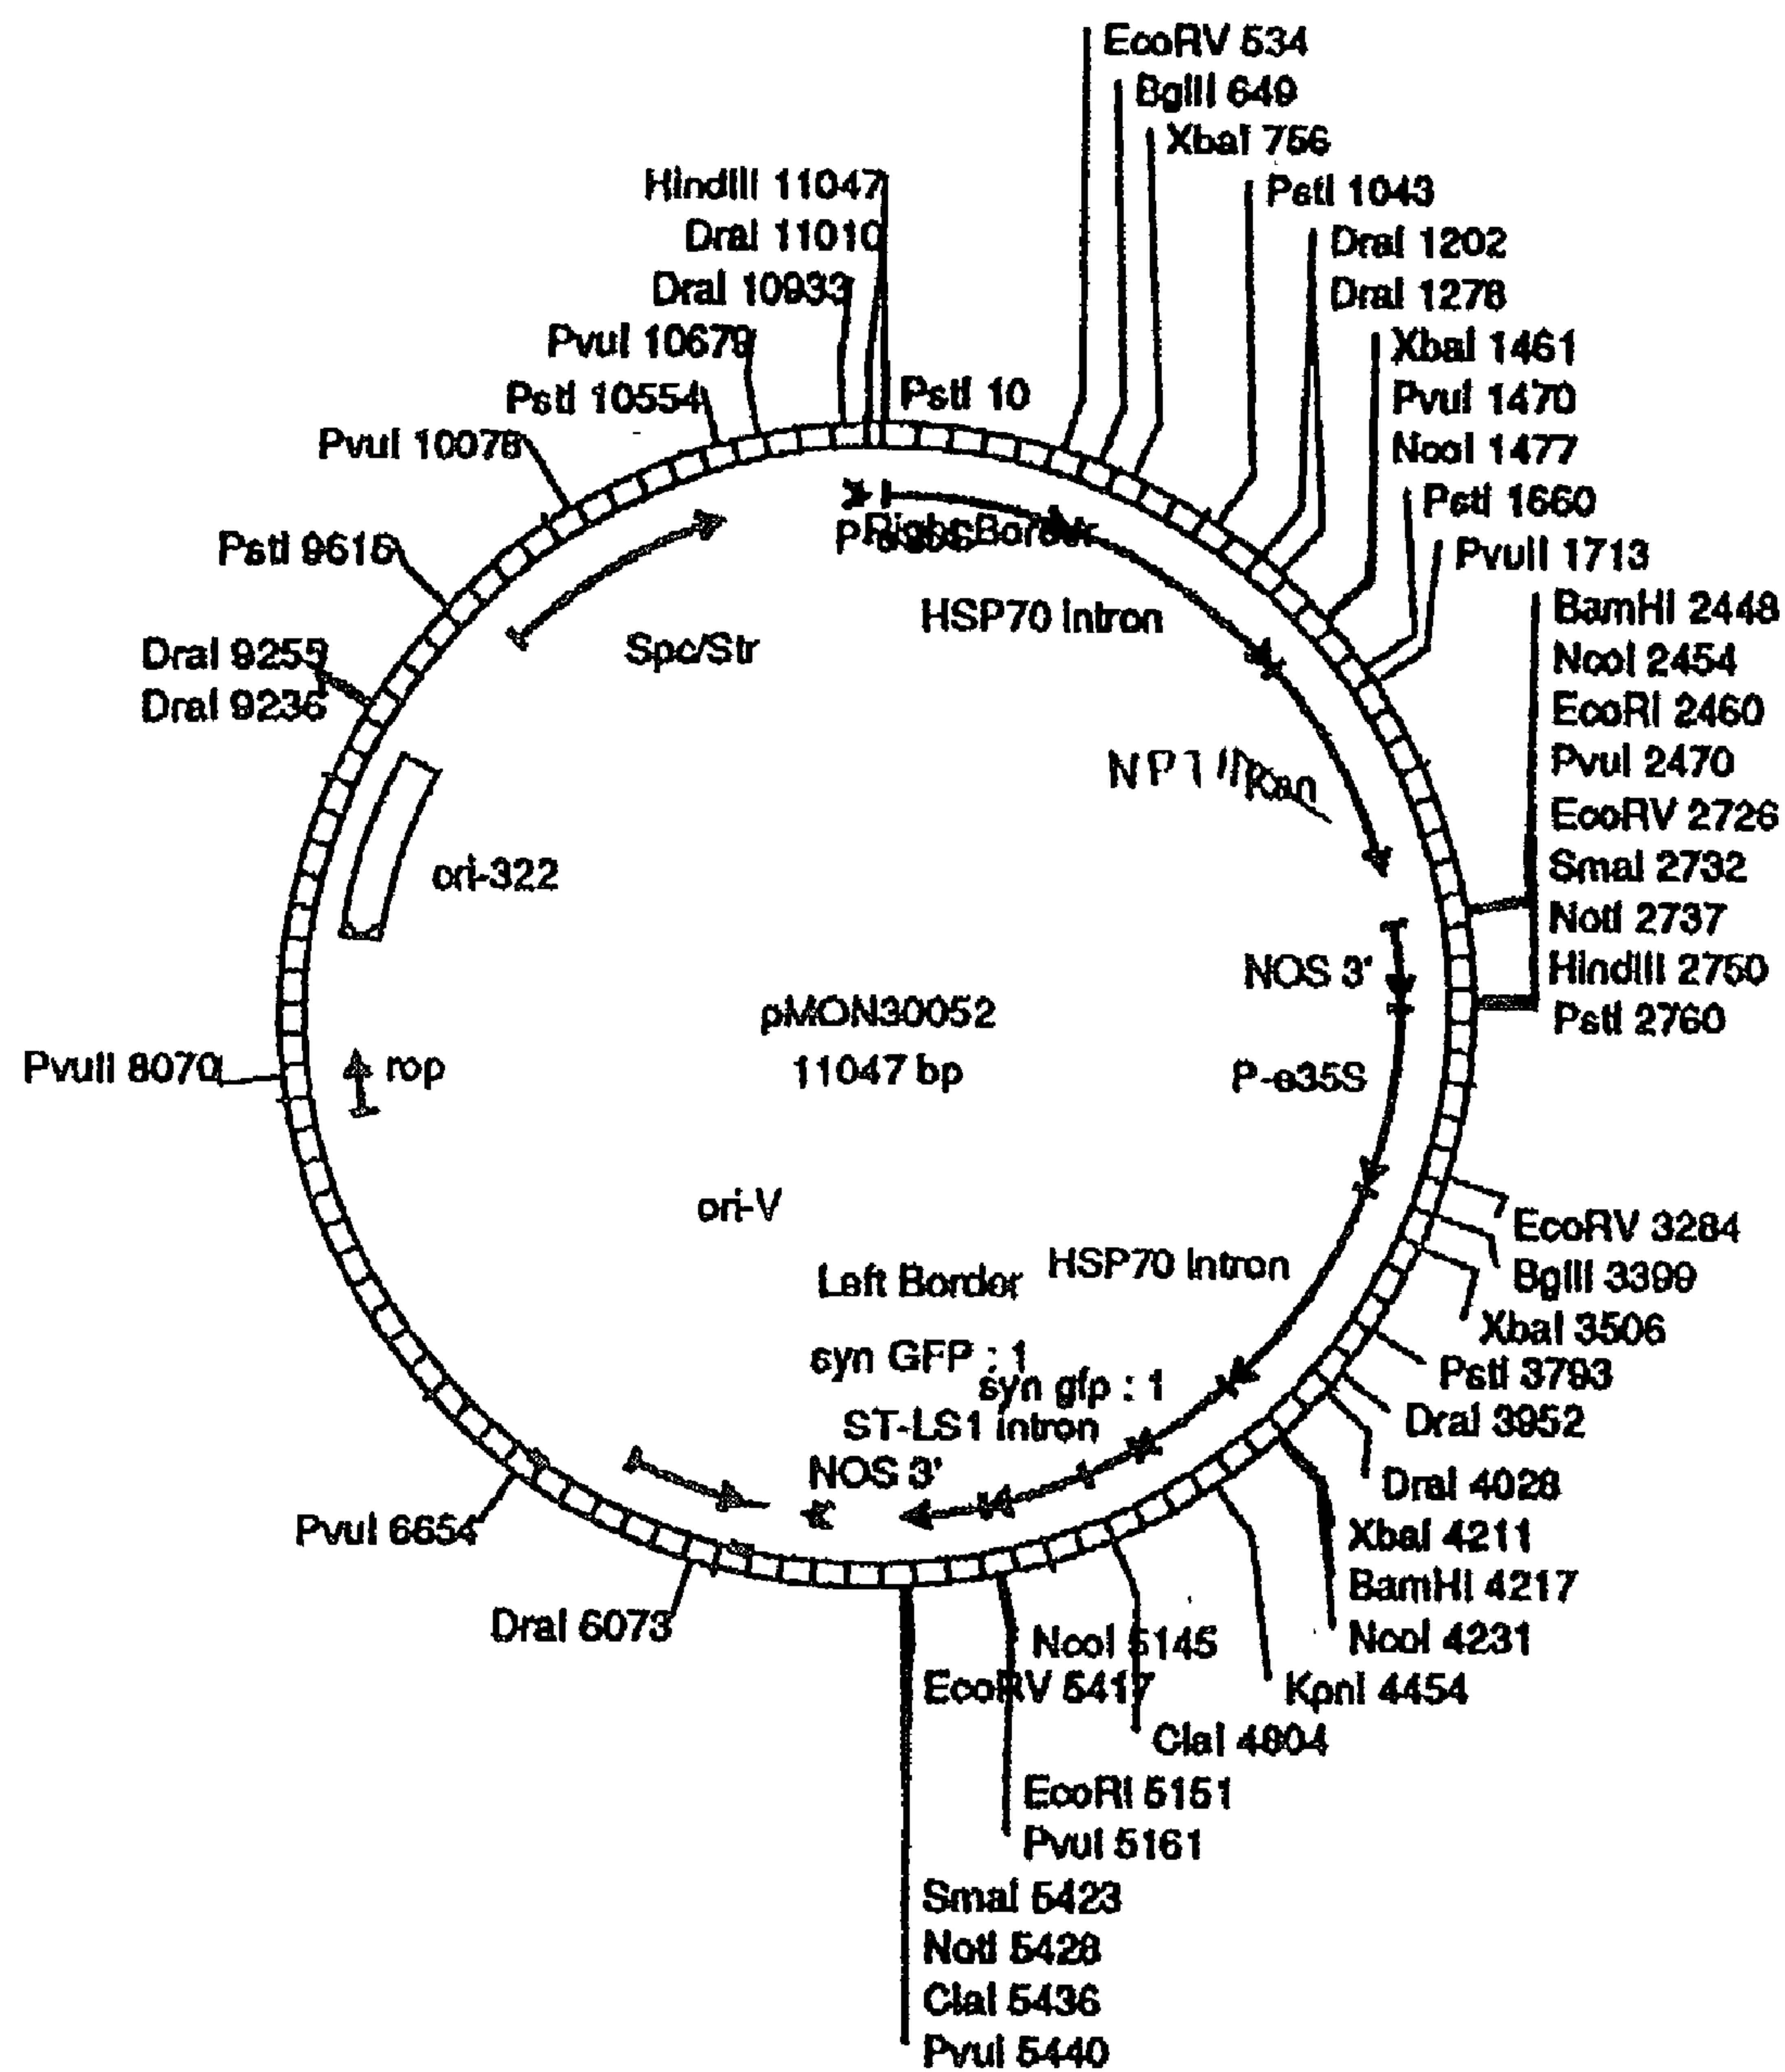 EcoRV 534
BglII 649
XbaI 756
PstI 1043
DraI 1202
DraI 1278
XbaI 1461
PvuI 1470
NcoI 1477
PstI 1660
PvuII 1713
BamHI 2448
NcoI 2454
EcoRI 2460
PvuI 2470
EcoRV 2726
SmaI 2732
NotI 2737
HindIII 2750
PstI 2760
EcoRV 3284
BglII 3399
XbaI 3506
PstI 3793
DraI 3952
DraI 4028
XbaI 4211
BamHI 4217
NcoI 4231
KpnI 4454
ClaI 4804
NcoI 5145
EcoRV 5417
EcoRI 5151
PvuI 5161
SmaI 5423
NotI 5428
ClaI 5436
PvuI 5440
DraI 6073
PvuI 6654
PvuII 8070
DraI 9236
DraI 9255
PstI 9615
PvuI 10078
PstI 10554
PvuI 10679
DraI 10933
DraI 11010
HindIII 11047
PstI 10
P-e35S
Right Border
HSP70 Intron
Spc/Str
NPTII
Kan
ori-322
NOS 3'
pMON30052
11047 bp
P-e35S
rop
ori-V
HSP70 Intron
Left Border
syn GFP : 1
syn gfp : 1
ST-LS1 intron
NOS 3'